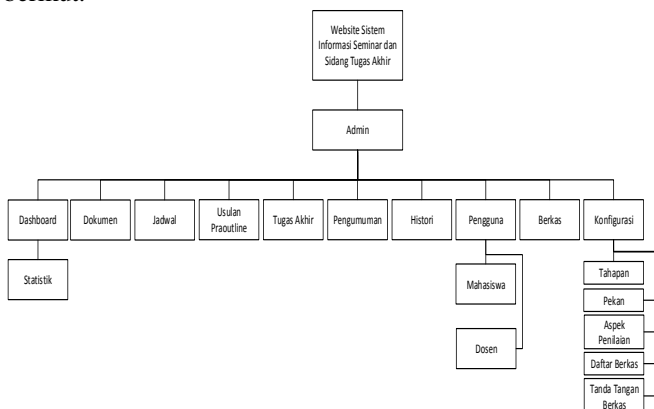 berikut:
Website Sistem
Informasi Seminar dan
Sidang Tugas Akhir
Admin
Dashboard
Dokumen
Jadwal
Usulan
Praoutline
Tugas Akhir
Pengumuman
Histori
Pengguna
Berkas
Konfigurasi
Statistik
Mahasiswa
Dosen
Tahapan
Pekan
Aspek
Penilaian
Daftar Berkas
Tanda Tangan
Berkas